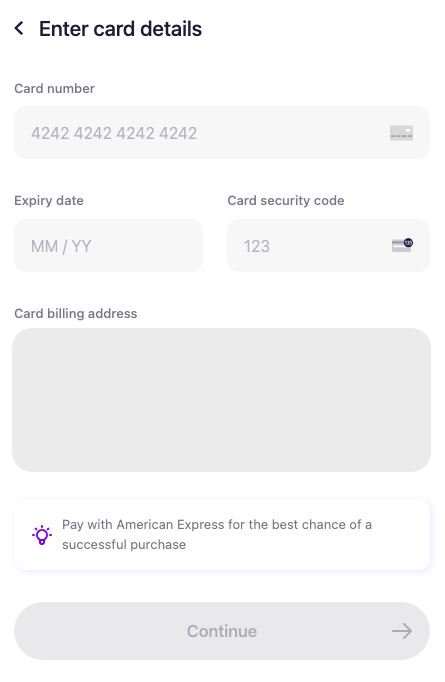 Enter card details
Card number
4242 4242 4242 4242
Expiry date
Card security code
MM / YY
123
Card billing address
Pay with American Express for the best chance of a
successful purchase
Continue